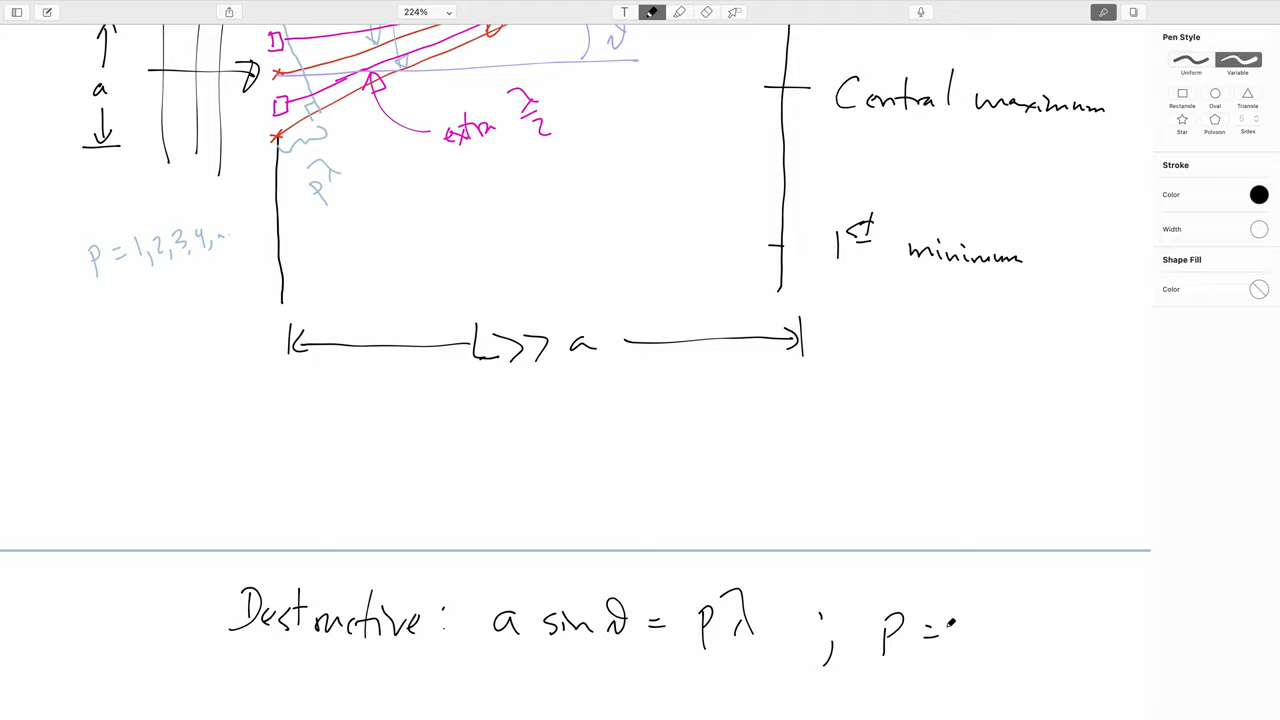 224%
T
Pen Style
Uniform Variable
Rectangle Oval Triangle
Star Polygon 5 Sides
Stroke
Color
Width
Shape Fill
Color
a
ϑ
extra λ/2
pλ
p = 1, 2, 3, 4, ...
Central maximum
1st minimum
L >> a
Destructive: a sin ϑ = pλ ; p =